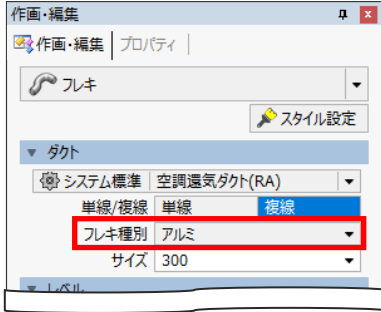 作画・編集
作画・編集 プロパティ
フレキ
スタイル設定
ダクト
システム標準 空調還気ダクト(RA)
単線/複線 単線 複線
フレキ種別 アルミ
サイズ 300
レベル